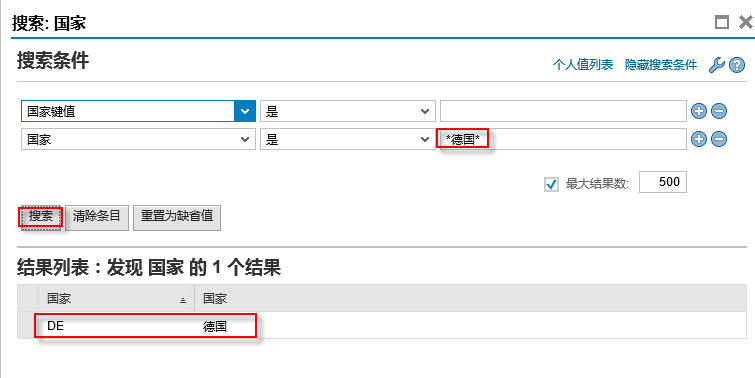 搜索: 国家
搜索条件
个人值列表 隐藏搜索条件
国家键值 是
国家 是 *德国*
最大结果数: 500
搜索 清除条目 重置为缺省值
结果列表：发现 国家 的 1 个结果
国家 国家
DE 德国